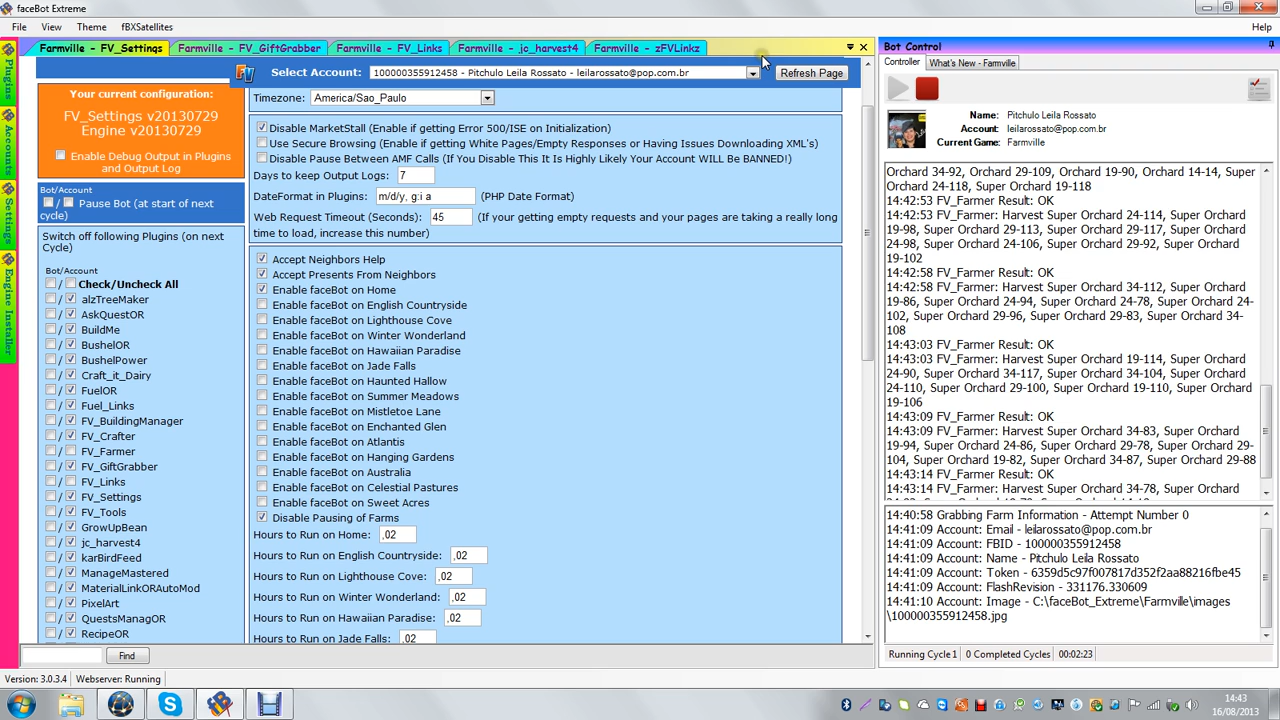 faceBot Extreme
File View Theme fBXSatellites Help
Farmville - FV_Settings Farmville - FV_GiftGrabber Farmville - FV_Links Farmville - jc_harvest4 Farmville - zFVLinkz
Plugins
Accounts
Settings
Engine Installer
Select Account: 100000355912458 - Pitchulo Leila Rossato - leilarossato@pop.com.br Refresh Page
Your current configuration:
FV_Settings v20130729
Engine v20130729
Enable Debug Output in Plugins
and Output Log
Bot/Account
/ Pause Bot (at start of next
cycle)
Switch off following Plugins (on next
Cycle)
Bot/Account
/ Check/Uncheck All
/ alzTreeMaker
/ AskQuestOR
/ BuildMe
/ BushelOR
/ BushelPower
/ Craft_it_Dairy
/ FuelOR
/ Fuel_Links
/ FV_BuildingManager
/ FV_Crafter
/ FV_Farmer
/ FV_GiftGrabber
/ FV_Links
/ FV_Settings
/ FV_Tools
/ GrowUpBean
/ jc_harvest4
/ karBirdFeed
/ ManageMastered
/ MaterialLinkORAutoMod
/ PixelArt
/ QuestsManagOR
/ RecipeOR
Timezone: America/Sao_Paulo
Disable MarketStall (Enable if getting Error 500/ISE on Initialization)
Use Secure Browsing (Enable if getting White Pages/Empty Responses or Having Issues Downloading XML's)
Disable Pause Between AMF Calls (If You Disable This It Is Highly Likely Your Account WILL Be BANNED!)
Days to keep Output Logs: 7
DateFormat in Plugins: m/d/y, g:i a (PHP Date Format)
Web Request Timeout (Seconds): 45 (If your getting empty requests and your pages are taking a really long
time to load, increase this number)
Accept Neighbors Help
Accept Presents From Neighbors
Enable faceBot on Home
Enable faceBot on English Countryside
Enable faceBot on Lighthouse Cove
Enable faceBot on Winter Wonderland
Enable faceBot on Hawaiian Paradise
Enable faceBot on Jade Falls
Enable faceBot on Haunted Hallow
Enable faceBot on Summer Meadows
Enable faceBot on Mistletoe Lane
Enable faceBot on Enchanted Glen
Enable faceBot on Atlantis
Enable faceBot on Hanging Gardens
Enable faceBot on Australia
Enable faceBot on Celestial Pastures
Enable faceBot on Sweet Acres
Disable Pausing of Farms
Hours to Run on Home: ,02
Hours to Run on English Countryside: ,02
Hours to Run on Lighthouse Cove: ,02
Hours to Run on Winter Wonderland: ,02
Hours to Run on Hawaiian Paradise: ,02
Hours to Run on Jade Falls: ,02
Find
Bot Control
Controller What's New - Farmville
Name: Pitchulo Leila Rossato
Account: leilarossato@pop.com.br
Current Game: Farmville
Orchard 34-92, Orchard 29-109, Orchard 19-90, Orchard 14-14, Super
Orchard 24-118, Super Orchard 19-118
14:42:53 FV_Farmer Result: OK
14:42:53 FV_Farmer: Harvest Super Orchard 24-114, Super Orchard
19-98, Super Orchard 29-113, Super Orchard 29-117, Super Orchard
24-98, Super Orchard 24-106, Super Orchard 29-92, Super Orchard
19-102
14:42:58 FV_Farmer Result: OK
14:42:58 FV_Farmer: Harvest Super Orchard 34-112, Super Orchard
19-86, Super Orchard 24-94, Super Orchard 24-78, Super Orchard 24-
102, Super Orchard 29-96, Super Orchard 29-83, Super Orchard 34-
108
14:43:03 FV_Farmer Result: OK
14:43:03 FV_Farmer: Harvest Super Orchard 19-114, Super Orchard
24-90, Super Orchard 34-117, Super Orchard 34-104, Super Orchard
24-110, Super Orchard 29-100, Super Orchard 19-110, Super Orchard
19-106
14:43:09 FV_Farmer Result: OK
14:43:09 FV_Farmer: Harvest Super Orchard 34-83, Super Orchard
19-94, Super Orchard 24-86, Super Orchard 29-78, Super Orchard 29-
104, Super Orchard 19-82, Super Orchard 34-87, Super Orchard 29-88
14:43:14 FV_Farmer Result: OK
14:43:14 FV_Farmer: Harvest Super Orchard 34-78, Super Orchard
14:40:58 Grabbing Farm Information - Attempt Number 0
14:41:09 Account: Email - leilarossato@pop.com.br
14:41:09 Account: FBID - 100000355912458
14:41:09 Account: Name - Pitchulo Leila Rossato
14:41:09 Account: Token - 6359d5c97f007817d352f2aa88216fbe45
14:41:09 Account: FlashRevision - 331176.330609
14:41:10 Account: Image - C:\faceBot_Extreme\Farmville\images
\100000355912458.jpg
Running Cycle 1 0 Completed Cycles 00:02:23
Version: 3.0.3.4 Webserver: Running
14:43
16/08/2013